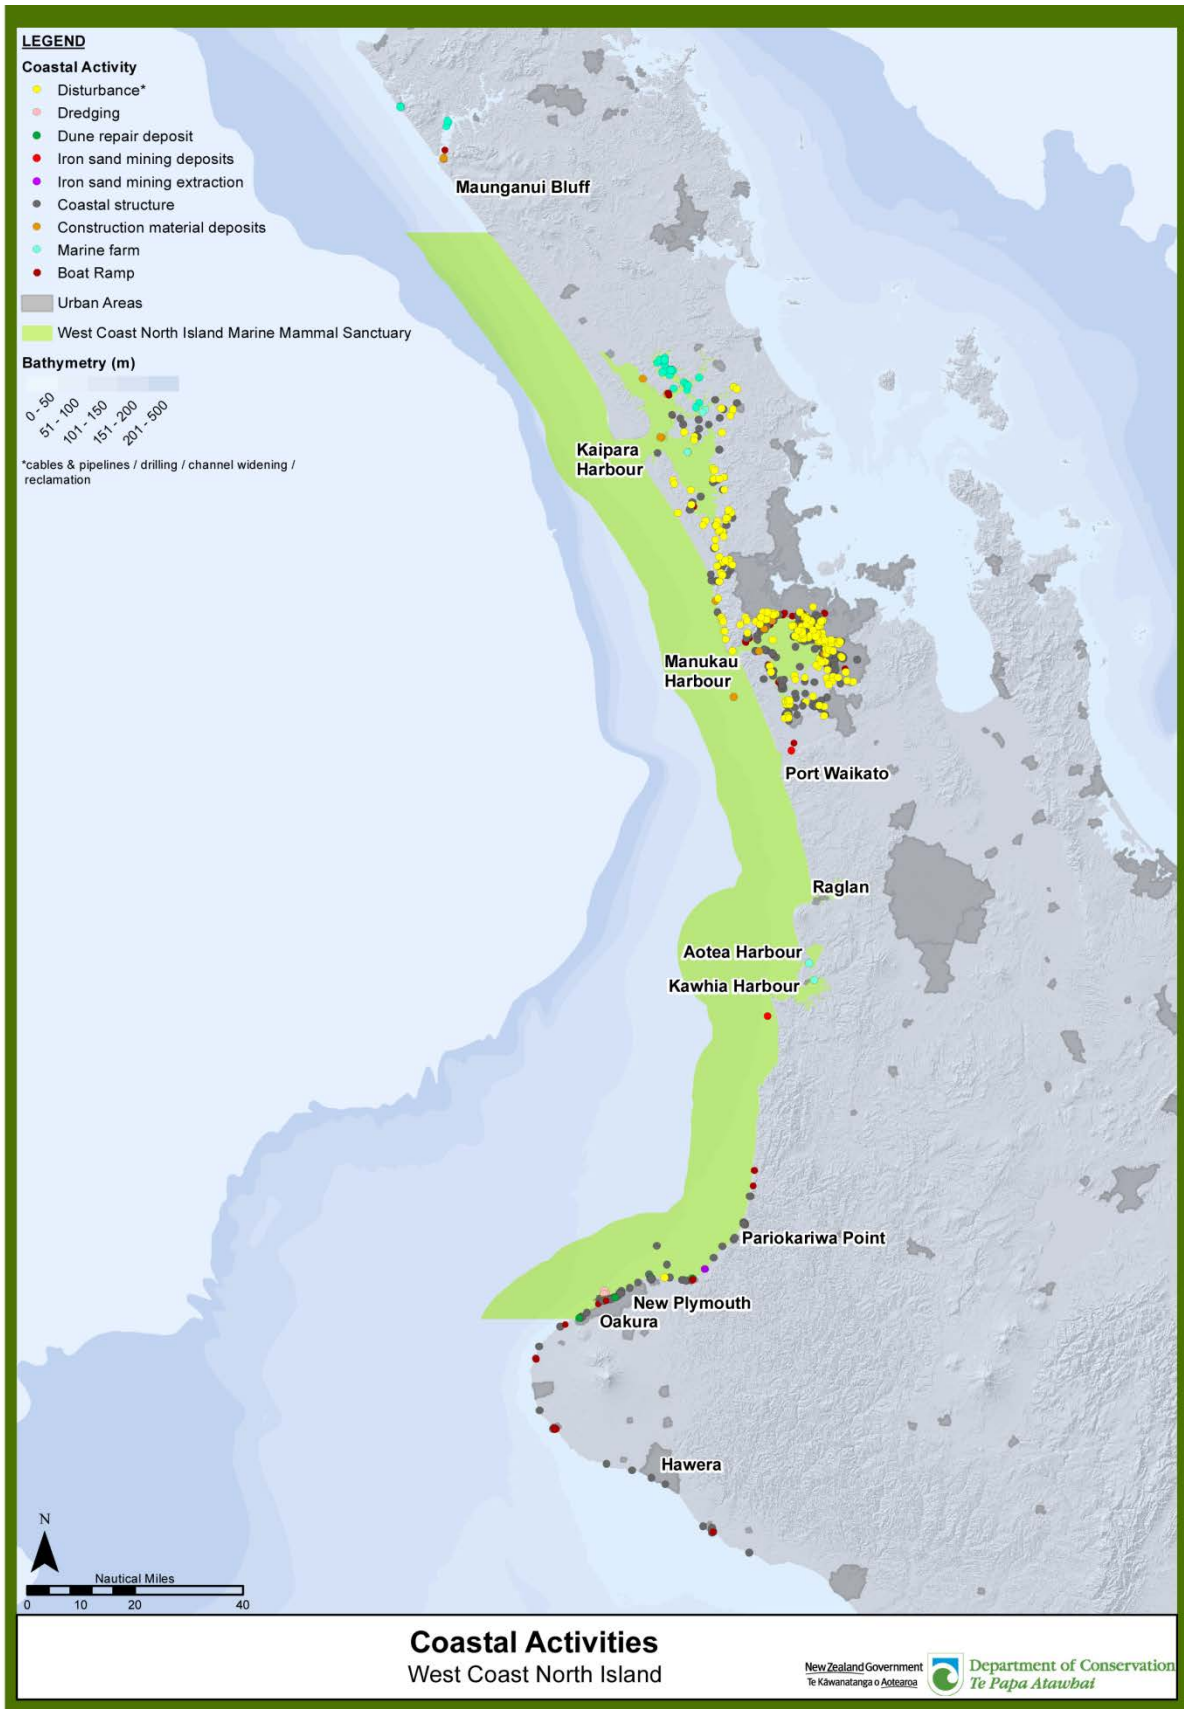 LEGEND
Coastal Activity
Disturbance*
Dredging
Dune repair deposit
Iron sand mining deposits
Iron sand mining extraction
Coastal structure
Construction material deposits
Marine farm
Boat Ramp
Urban Areas
West Coast North Island Marine Mammal Sanctuary
Bathymetry (m)
0 - 50
51 - 100
101 - 150
151 - 200
201 - 500
*cables & pipelines / drilling / channel widening /
reclamation
Maunganui Bluff
Kaipara
Harbour
Manukau
Harbour
Port Waikato
Raglan
Aotea Harbour
Kawhia Harbour
Pariokariwa Point
New Plymouth
Oakura
Hawera
N
Nautical Miles
0 10 20 40
Coastal Activities
West Coast North Island
New Zealand Government
Te Kāwanatanga o Aotearoa
Department of Conservation
Te Papa Atawhai